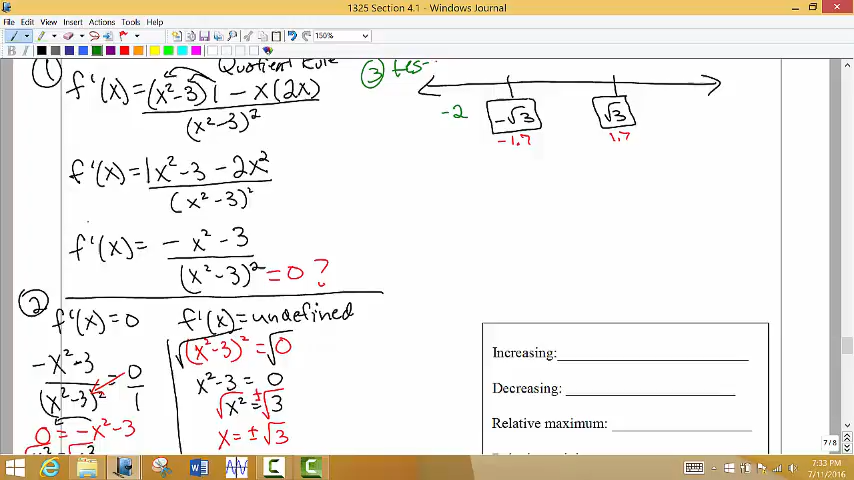 1325 Section 4.1 - Windows Journal
File Edit View Insert Actions Tools Help
150%
① Quotient Rule
f'(x) = (x²-3)1 - x(2x)
(x²-3)²
f'(x) = 1x²-3 - 2x²
(x²-3)²
f'(x) = -x²-3
(x²-3)² = 0 ?
② f'(x) = 0 f'(x) = undefined
-x²-3
(x²-3)² = 0
1
0 = -x²-3
√(x²-3)² = √0
x²-3 = 0
√x² = ±√3
x = ±√3
③ tes
-2 -√3 √3
-1.7 1.7
Increasing:
Decreasing:
Relative maximum:
7/8
7:33 PM
7/11/2016